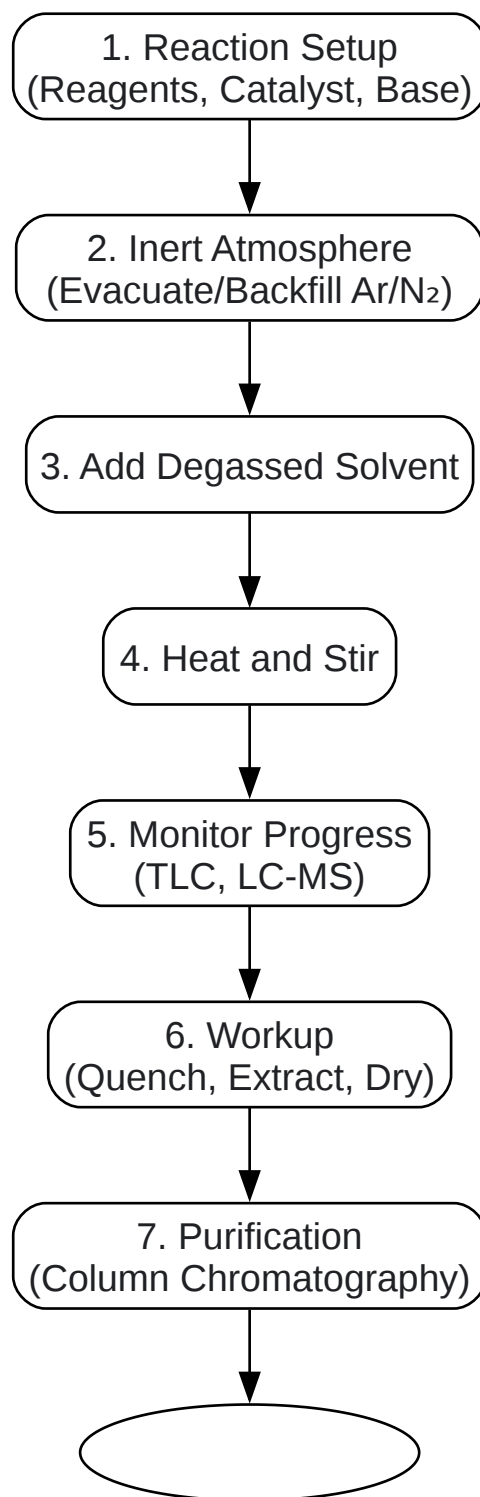 1. Reaction Setup
(Reagents, Catalyst, Base)
2. Inert Atmosphere
(Evacuate/Backfill Ar/N₂)
3. Add Degassed Solvent
4. Heat and Stir
5. Monitor Progress
(TLC, LC-MS)
6. Workup
(Quench, Extract, Dry)
7. Purification
(Column Chromatography)